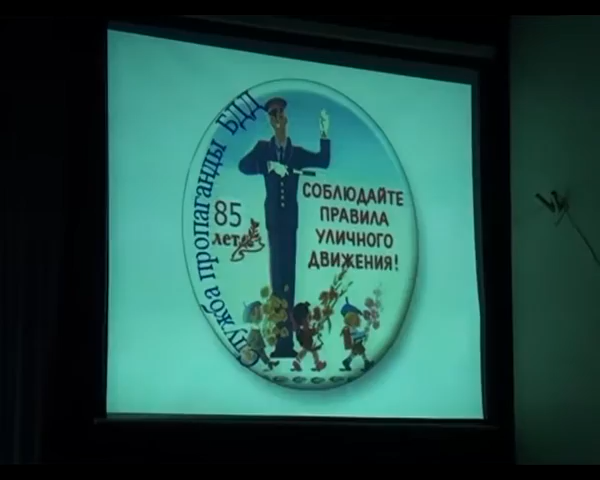 Служба пропаганды БДД
85
лет
СОБЛЮДАЙТЕ
ПРАВИЛА
УЛИЧНОГО
ДВИЖЕНИЯ!